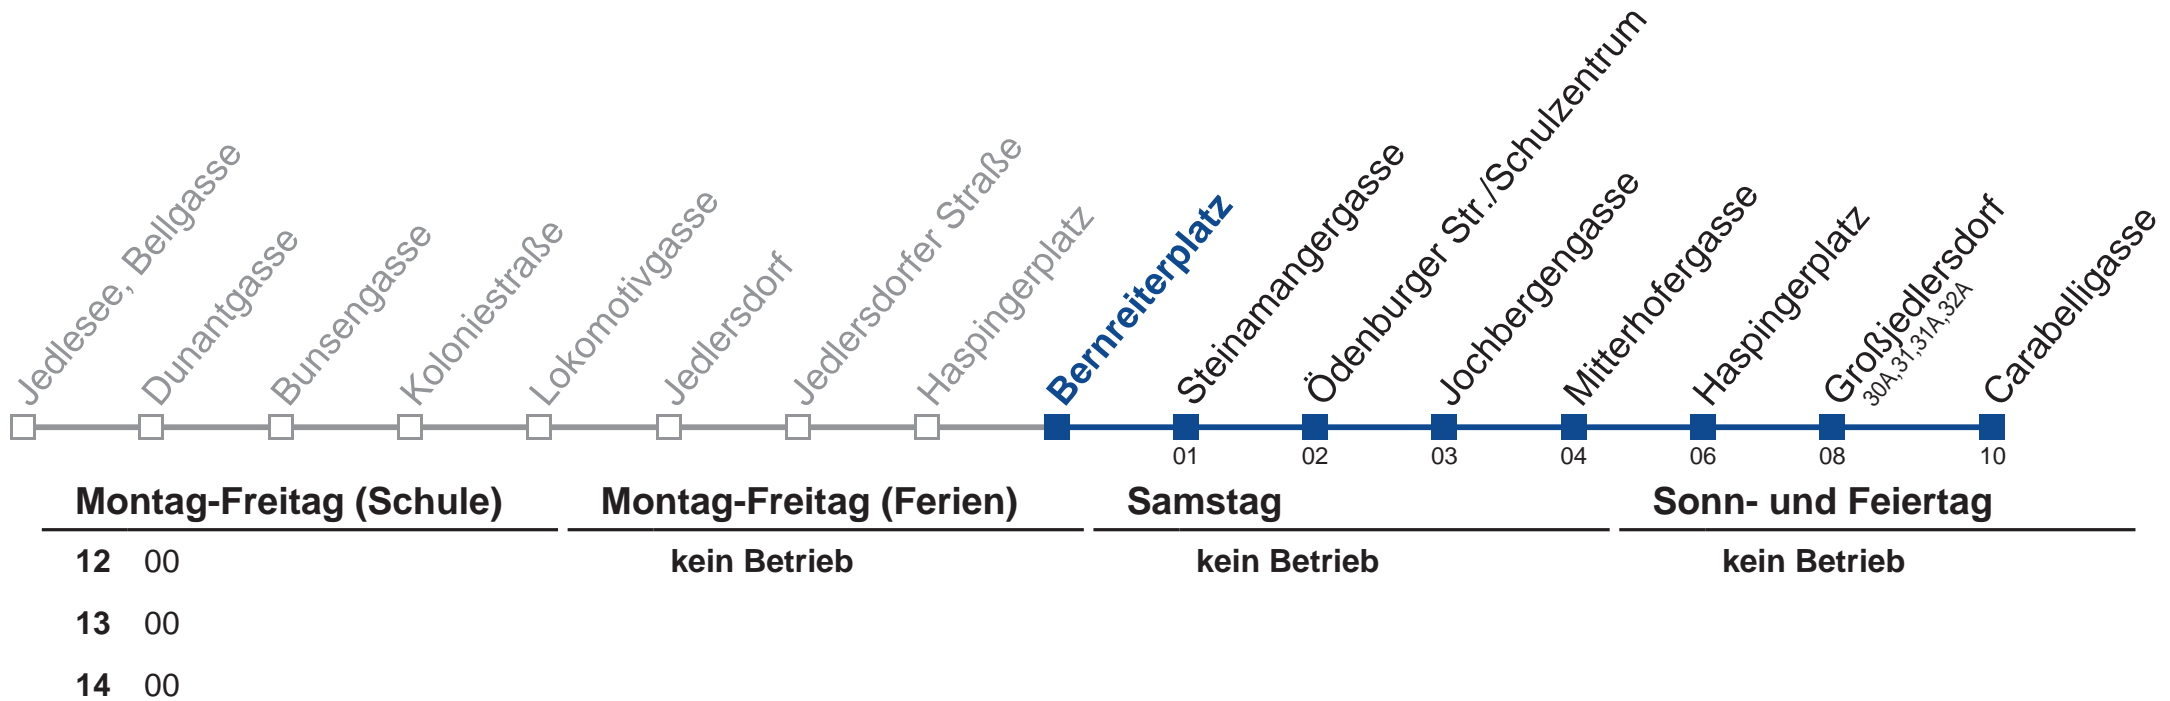 Jedlesee, Bellgasse
Dunantgasse
Bunsengasse
Koloniestraße
Lokomotivgasse
Jedlersdorf
Jedlersdorfer Straße
Haspingerplatz
Bernreiterplatz
Steinamangergasse
Ödenburger Str./Schulzentrum
Jochbergengasse
Mitterhofergasse
Haspingerplatz
Großjedlersdorf
30A,31,31A,32A
Carabelligasse
01 02 03 04 06 08 10
Montag-Freitag (Schule) Montag-Freitag (Ferien) Samstag Sonn- und Feiertag
12 00 kein Betrieb kein Betrieb kein Betrieb
13 00
14 00